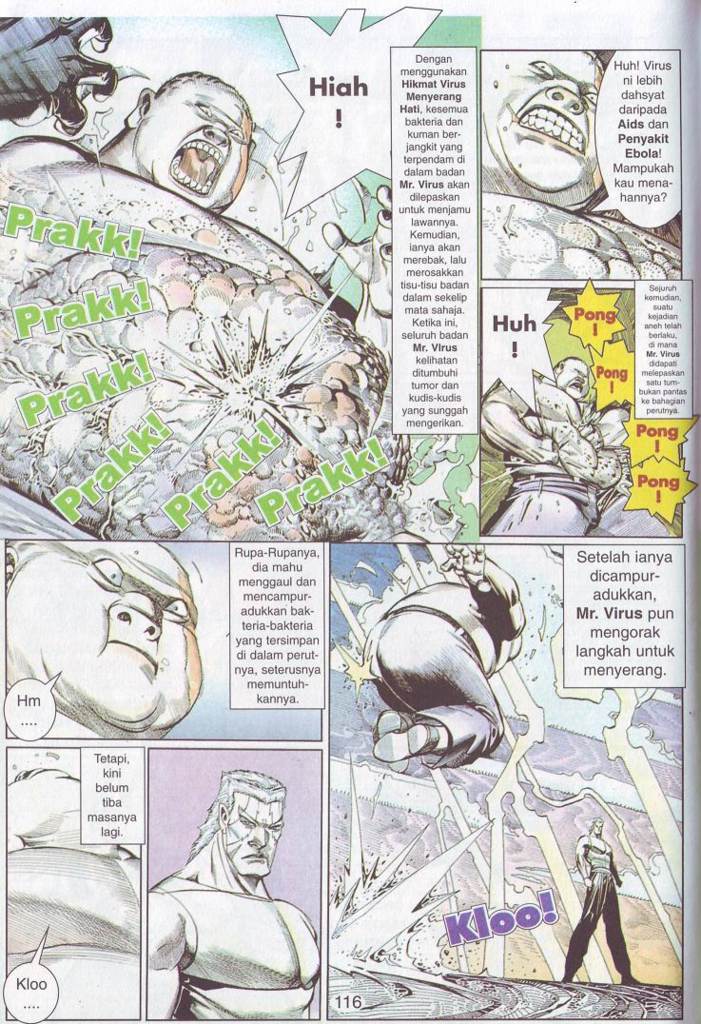 Hiah
!
Dengan
menggunakan
Hikmat Virus
Menyerang
Hati, kesemua
bakteria dan
kuman ber-
jangkit yang
terpendam di
dalam badan
Mr. Virus akan
dilepaskan
untuk menjamu
lawannya.
Kemudian,
ianya akan
merebak, lalu
merosakkan
tisu-tisu badan
dalam sekelip
mata sahaja.
Ketika ini,
seluruh badan
Mr. VIrus
kelihatan
ditumbuhi
tumor dan
kudis-kudis
yang sunggah
mengerikan.
Prakk!
Prakk!
Prakk!
Prakk!
Prakk!
Prakk!
Huh! Virus
ni lebih
dahsyat
daripada
Aids dan
Penyakit
Ebola!
Mampukah
kau mena-
hannya?
Huh
!
Pong
!
Pong
!
Pong
!
Pong
!
Sejuruh
kemudian,
suatu
kejadian
aneh telah
berlaku,
di mana
Mr. Virus
didapati
melepaskan
satu tum-
bukan pantas
ke bahagian
perutnya.
Hm
....
Rupa-Rupanya,
dia mahu
menggaul dan
mencampur-
adukkan bak-
teria-bakteria
yang tersimpan
di dalam perut-
nya, seterusnya
memuntuh-
kannya.
Setelah ianya
dicampur-
adukkan,
Mr. Virus pun
mengorak
langkah untuk
menyerang.
Tetapi,
kini
belum
tiba
masanya
lagi.
Kloo
....
Kloo!
116